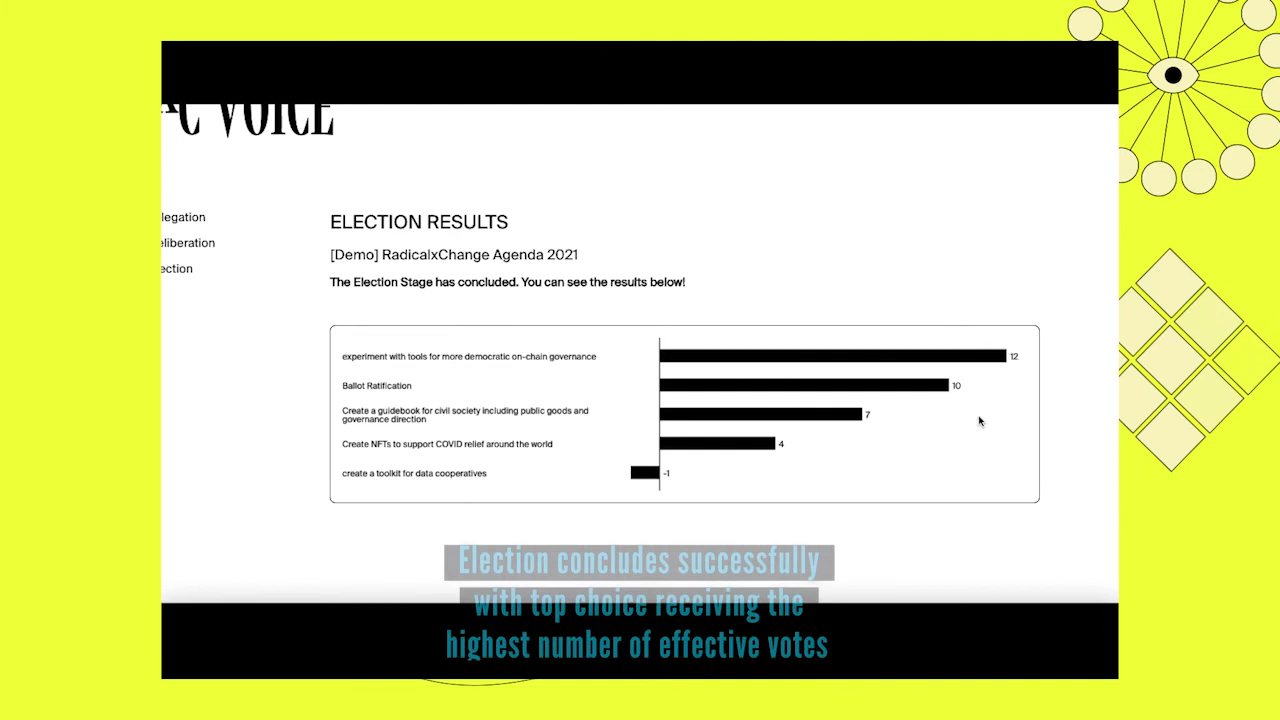 VOICE
legation
eliberation
ection
ELECTION RESULTS
[Demo] RadicalxChange Agenda 2021
The Election Stage has concluded. You can see the results below!
experiment with tools for more democratic on-chain governance 12
Ballot Ratification 10
Create a guidebook for civil society including public goods and
governance direction 7
Create NFTs to support COVID relief around the world 4
create a toolkit for data cooperatives -1
Election concludes successfully
with top choice receiving the
highest number of effective votes